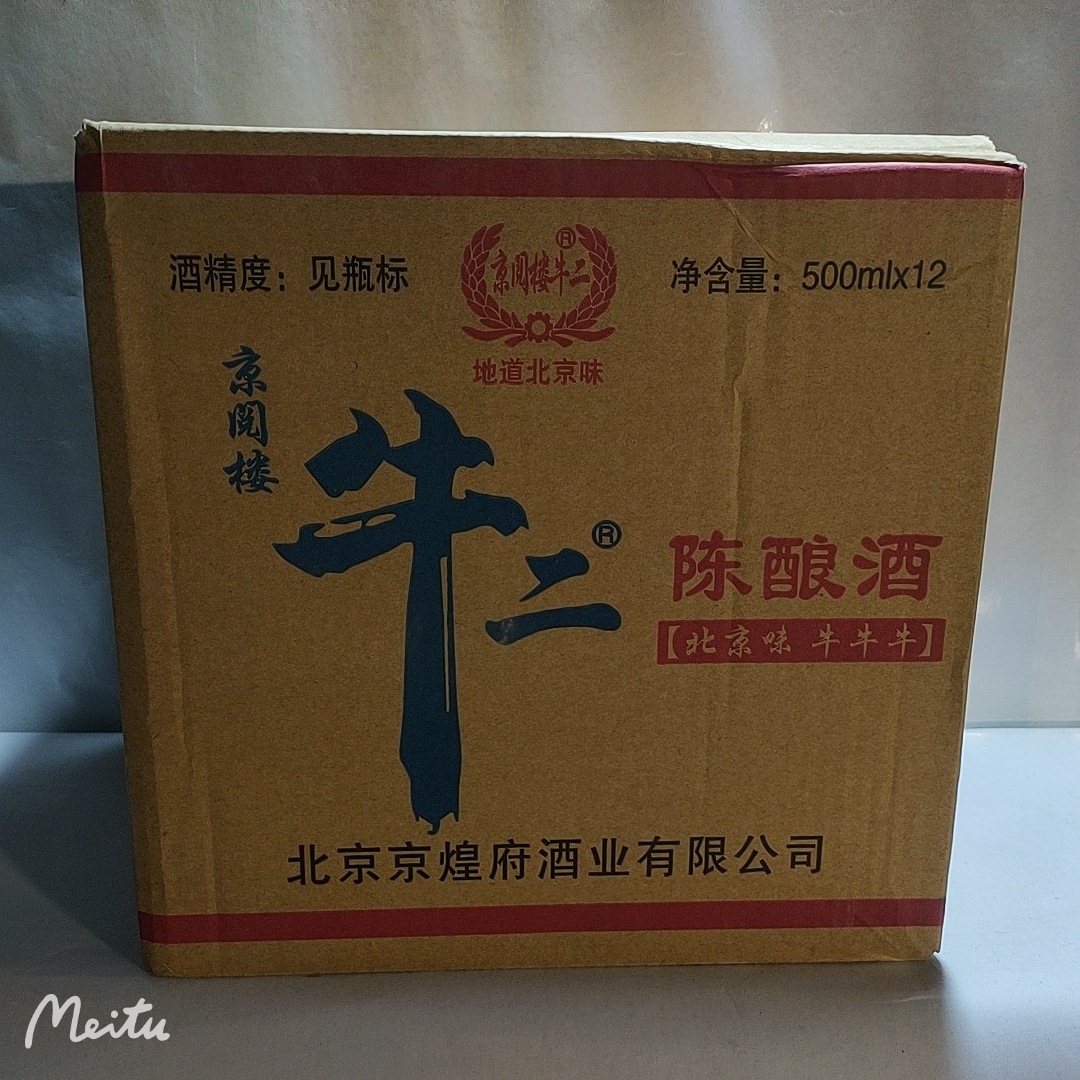 酒精度：见瓶标
京阅楼牛二®
地道北京味
净含量：500mlx12
京阅楼
牛二®
陈酿酒
【北京味 牛牛牛】
北京京煌府酒业有限公司
Meitu